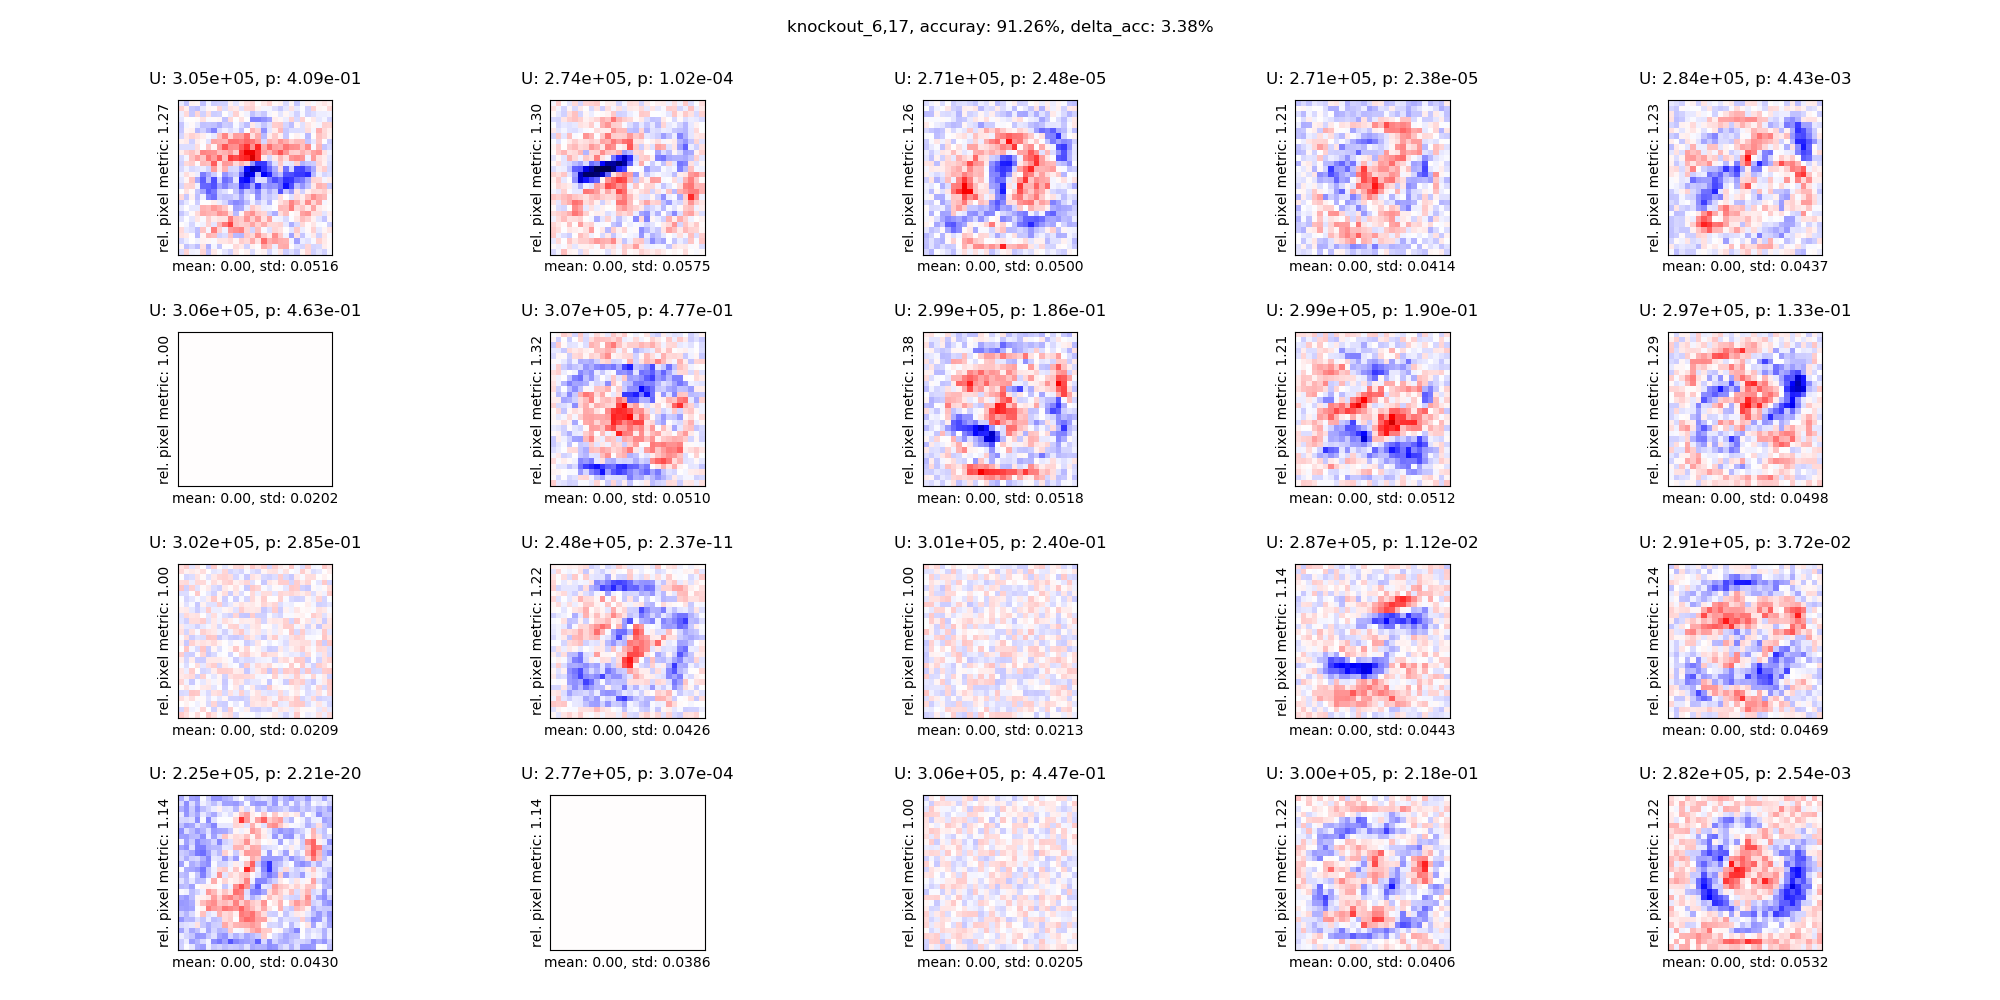 knockout_6,17, accuray: 91.26%, delta_acc: 3.38%
U: 3.05e+05, p: 4.09e-01
rel. pixel metric: 1.27
mean: 0.00, std: 0.0516
U: 2.74e+05, p: 1.02e-04
rel. pixel metric: 1.30
mean: 0.00, std: 0.0575
U: 2.71e+05, p: 2.48e-05
rel. pixel metric: 1.26
mean: 0.00, std: 0.0500
U: 2.71e+05, p: 2.38e-05
rel. pixel metric: 1.21
mean: 0.00, std: 0.0414
U: 2.84e+05, p: 4.43e-03
rel. pixel metric: 1.23
mean: 0.00, std: 0.0437
U: 3.06e+05, p: 4.63e-01
rel. pixel metric: 1.00
mean: 0.00, std: 0.0202
U: 3.07e+05, p: 4.77e-01
rel. pixel metric: 1.32
mean: 0.00, std: 0.0510
U: 2.99e+05, p: 1.86e-01
rel. pixel metric: 1.38
mean: 0.00, std: 0.0518
U: 2.99e+05, p: 1.90e-01
rel. pixel metric: 1.21
mean: 0.00, std: 0.0512
U: 2.97e+05, p: 1.33e-01
rel. pixel metric: 1.29
mean: 0.00, std: 0.0498
U: 3.02e+05, p: 2.85e-01
rel. pixel metric: 1.00
mean: 0.00, std: 0.0209
U: 2.48e+05, p: 2.37e-11
rel. pixel metric: 1.22
mean: 0.00, std: 0.0426
U: 3.01e+05, p: 2.40e-01
rel. pixel metric: 1.00
mean: 0.00, std: 0.0213
U: 2.87e+05, p: 1.12e-02
rel. pixel metric: 1.14
mean: 0.00, std: 0.0443
U: 2.91e+05, p: 3.72e-02
rel. pixel metric: 1.24
mean: 0.00, std: 0.0469
U: 2.25e+05, p: 2.21e-20
rel. pixel metric: 1.14
mean: 0.00, std: 0.0430
U: 2.77e+05, p: 3.07e-04
rel. pixel metric: 1.14
mean: 0.00, std: 0.0386
U: 3.06e+05, p: 4.47e-01
rel. pixel metric: 1.00
mean: 0.00, std: 0.0205
U: 3.00e+05, p: 2.18e-01
rel. pixel metric: 1.22
mean: 0.00, std: 0.0406
U: 2.82e+05, p: 2.54e-03
rel. pixel metric: 1.22
mean: 0.00, std: 0.0532